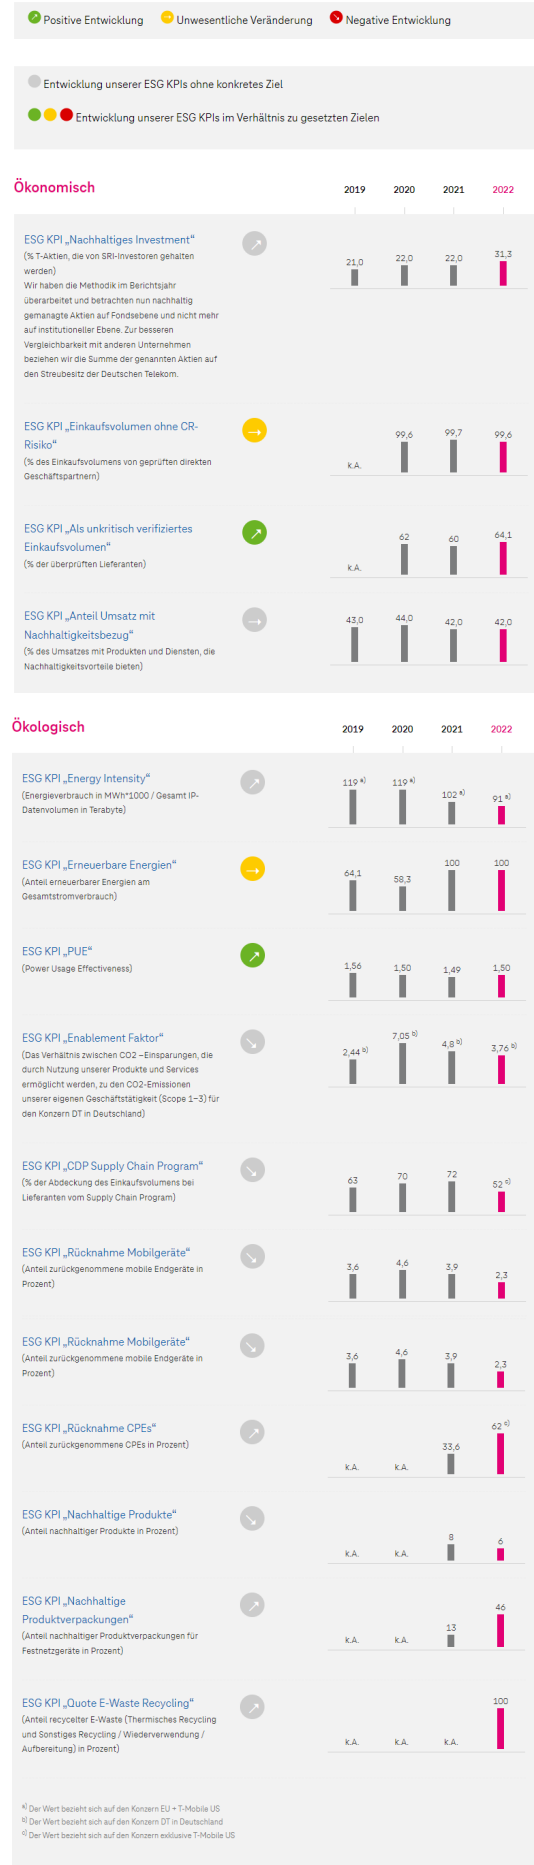 Positive Entwicklung Unwesentliche Veränderung Negative Entwicklung
Entwicklung unserer ESG KPIs ohne konkretes Ziel
Entwicklung unserer ESG KPIs im Verhältnis zu gesetzten Zielen
Ökonomisch 2019 2020 2021 2022
ESG KPI „Nachhaltiges Investment“
(% T-Aktien, die von SRI-Investoren gehalten
werden)
Wir haben die Methodik im Berichtsjahr
überarbeitet und betrachten nun nachhaltig
gemanagte Aktien auf Fondsebene und nicht mehr
auf institutioneller Ebene. Zur besseren
Vergleichbarkeit mit anderen Unternehmen
beziehen wir die Summe der genannten Aktien auf
den Streubesitz der Deutschen Telekom.
21,0 22,0 22,0 31,3
ESG KPI „Einkaufsvolumen ohne CR-
Risiko“
(% des Einkaufsvolumens von geprüften direkten
Geschäftspartnern)
k.A. 99,6 99,7 99,6
ESG KPI „Als unkritisch verifiziertes
Einkaufsvolumen“
(% der überprüften Lieferanten)
k.A. 62 60 64,1
ESG KPI „Anteil Umsatz mit
Nachhaltigkeitsbezug“
(% des Umsatzes mit Produkten und Diensten, die
Nachhaltigkeitsvorteile bieten)
43,0 44,0 42,0 42,0
Ökologisch 2019 2020 2021 2022
ESG KPI „Energy Intensity“
(Energieverbrauch in MWh*1000 / Gesamt IP-
Datenvolumen in Terabyte)
119 a) 119 a) 102 a) 91 a)
ESG KPI „Erneuerbare Energien“
(Anteil erneuerbarer Energien am
Gesamtstromverbrauch)
64,1 58,3 100 100
ESG KPI „PUE“
(Power Usage Effectiveness)
1,56 1,50 1,49 1,50
ESG KPI „Enablement Faktor“
(Das Verhältnis zwischen CO2 –Einsparungen, die
durch Nutzung unserer Produkte und Services
ermöglicht werden, zu den CO2-Emissionen
unserer eigenen Geschäftstätigkeit (Scope 1–3) für
den Konzern DT in Deutschland)
2,44 b) 7,05 b) 4,8 b) 3,76 b)
ESG KPI „CDP Supply Chain Program“
(% der Abdeckung des Einkaufsvolumens bei
Lieferanten vom Supply Chain Program)
63 70 72 52 c)
ESG KPI „Rücknahme Mobilgeräte“
(Anteil zurückgenommene mobile Endgeräte in
Prozent)
3,6 4,6 3,9 2,3
ESG KPI „Rücknahme Mobilgeräte“
(Anteil zurückgenommene mobile Endgeräte in
Prozent)
3,6 4,6 3,9 2,3
ESG KPI „Rücknahme CPEs“
(Anteil zurückgenommene CPEs in Prozent)
k.A. k.A. 33,6 62 c)
ESG KPI „Nachhaltige Produkte“
(Anteil nachhaltiger Produkte in Prozent)
k.A. k.A. 8 6
ESG KPI „Nachhaltige
Produktverpackungen“
(Anteil nachhaltiger Produktverpackungen für
Festnetzgeräte in Prozent)
k.A. k.A. 13 46
ESG KPI „Quote E-Waste Recycling“
(Anteil recycelter E-Waste (Thermisches Recycling
und Sonstiges Recycling / Wiederverwendung /
Aufbereitung) in Prozent)
k.A. k.A. k.A. 100
a) Der Wert bezieht sich auf den Konzern EU + T-Mobile US
b) Der Wert bezieht sich auf den Konzern DT in Deutschland
c) Der Wert bezieht sich auf den Konzern exklusive T-Mobile US